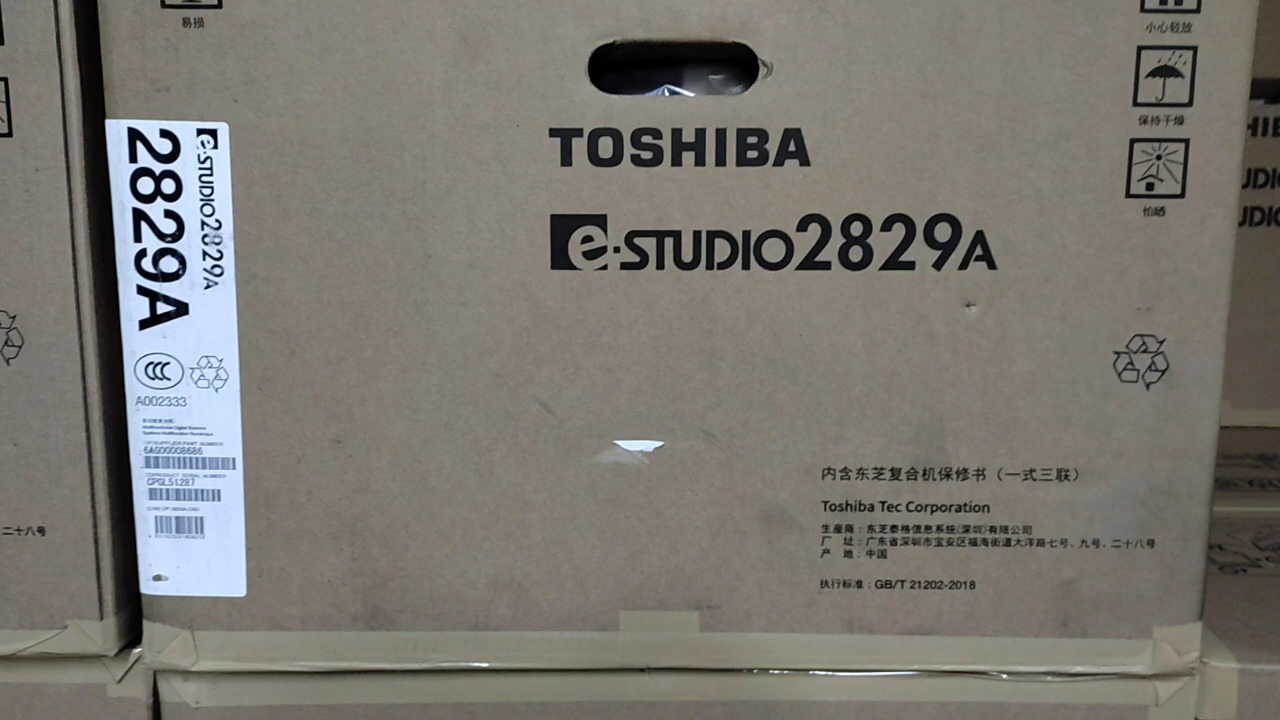 易损
小心轻放
保持干燥
怕晒
TOSHIBA
e-STUDIO2829A
e-STUDIO2829A
2829A
A002333
Multifunctional Digital Systems
6AG00008686
CPGL51287
内含东芝复合机保修书（一式三联）
Toshiba Tec Corporation
生産商：东芝泰格信息系统(深圳)有限公司
厂 址：广东省深圳市宝安区福海街道大洋路七号、九号、二十八号
产 地：中国
执行标准：GB/T 21202-2018
二十八号